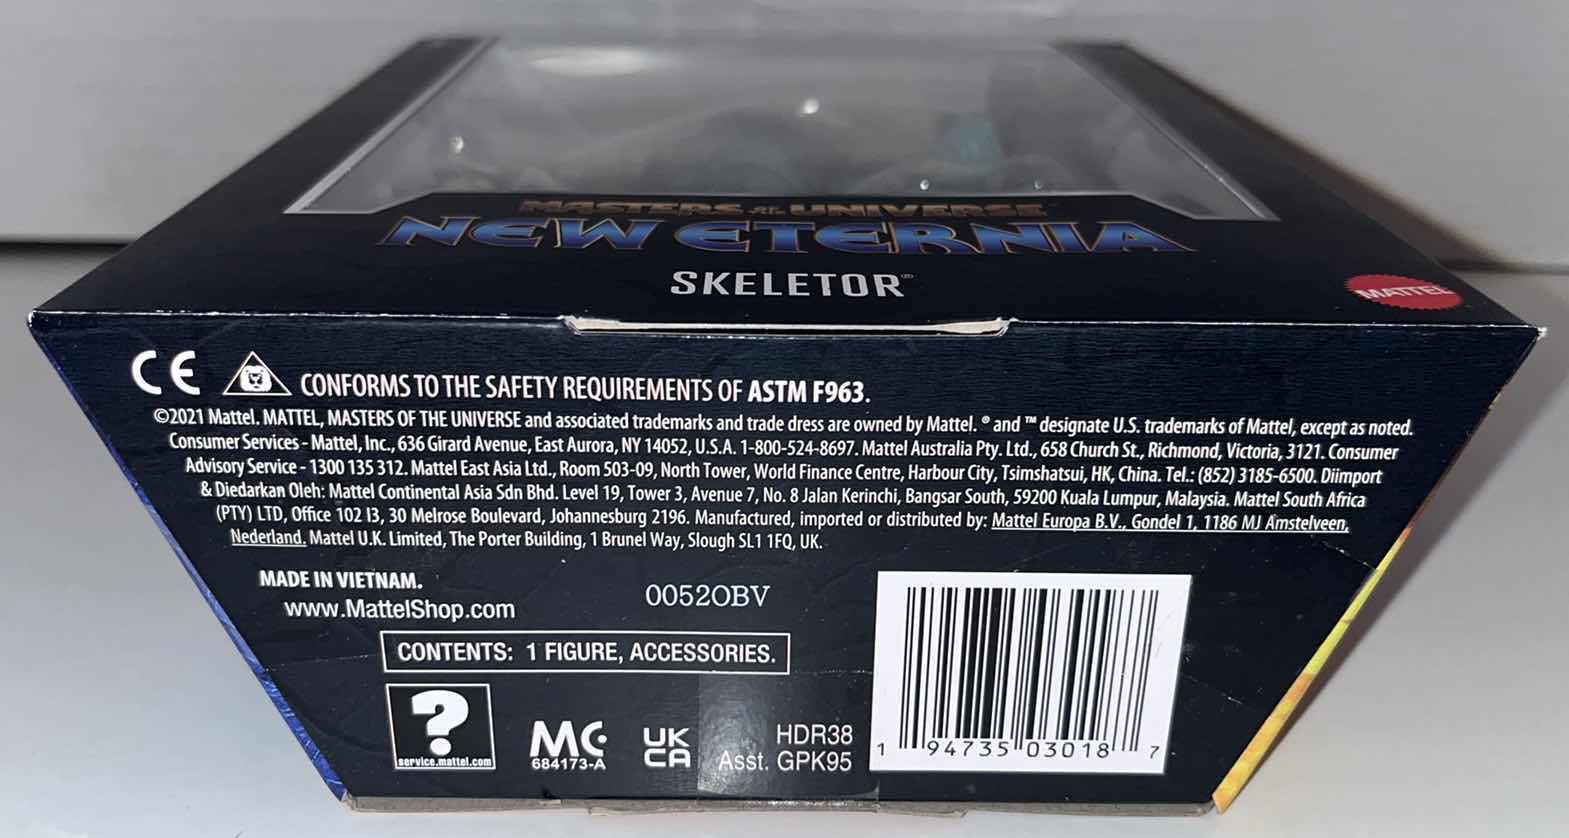 MASTERS OF THE UNIVERSE
NEW ETERNIA
SKELETOR®
MATTEL
CE CONFORMS TO THE SAFETY REQUIREMENTS OF ASTM F963.
©2021 Mattel. MATTEL, MASTERS OF THE UNIVERSE and associated trademarks and trade dress are owned by Mattel. ® and ™ designate U.S. trademarks of Mattel, except as noted.
Consumer Services - Mattel, Inc., 636 Girard Avenue, East Aurora, NY 14052, U.S.A. 1-800-524-8697. Mattel Australia Pty. Ltd., 658 Church St., Richmond, Victoria, 3121. Consumer
Advisory Service - 1300 135 312. Mattel East Asia Ltd., Room 503-09, North Tower, World Finance Centre, Harbour City, Tsimshatsui, HK, China. Tel.: (852) 3185-6500. Diimport
& Diedarkan Oleh: Mattel Continental Asia Sdn Bhd. Level 19, Tower 3, Avenue 7, No. 8 Jalan Kerinchi, Bangsar South, 59200 Kuala Lumpur, Malaysia. Mattel South Africa
(PTY) LTD, Office 102 I3, 30 Melrose Boulevard, Johannesburg 2196. Manufactured, imported or distributed by: Mattel Europa B.V., Gondel 1, 1186 MJ Amstelveen,
Nederland. Mattel U.K. Limited, The Porter Building, 1 Brunel Way, Slough SL1 1FQ, UK.
MADE IN VIETNAM.
www.MattelShop.com
0052OBV
CONTENTS: 1 FIGURE, ACCESSORIES.
?
service.mattel.com
MC
684173-A
UK
CA
HDR38
Asst. GPK95
1 94735 03018 7